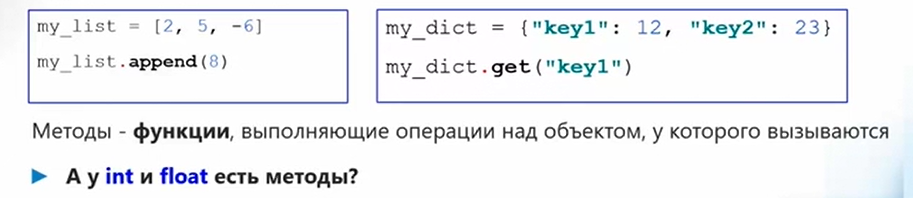 my_list = [2, 5, -6]
my_list.append(8)
my_dict = {"key1": 12, "key2": 23}
my_dict.get("key1")
Методы - функции, выполняющие операции над объектом, у которого вызываются
А у int и float есть методы?